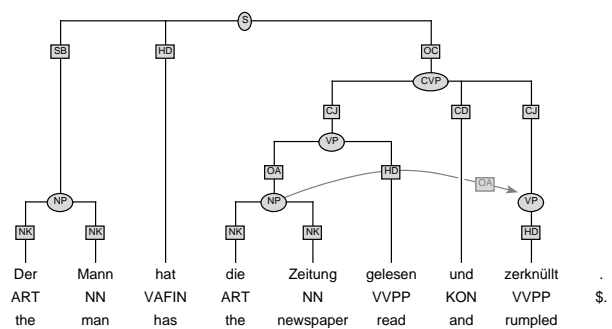 S
SB HD OC
CVP
CJ CD CJ
VP
OA HD OA
NP NP VP
NK NK NK NK HD
Der Mann hat die Zeitung gelesen und zerknüllt .
ART NN VAFIN ART NN VVPP KON VVPP $.
the man has the newspaper read and rumpled